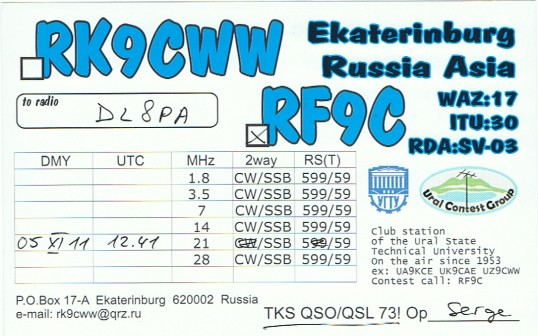 RK9CWW
Ekaterinburg
Russia Asia
to radio DL8PA
RF9C
WAZ:17
ITU:30
RDA:SV-03
DMY UTC MHz 2way RS(T)
1.8 CW/SSB 599/59
3.5 CW/SSB 599/59
7 CW/SSB 599/59
14 CW/SSB 599/59
05 XI 11 12.41 21 CW/SSB 599/59
28 CW/SSB 599/59
УГТУ
Ural Contest Group
Club station
of the Ural State
Technical University
On the air since 1953
ex: UA9KCE UK9CAE UZ9CWW
Contest call: RF9C
P.O.Box 17-A Ekaterinburg 620002 Russia
e-mail: rk9cww@qrz.ru
TKS QSO/QSL 73! Op Serge